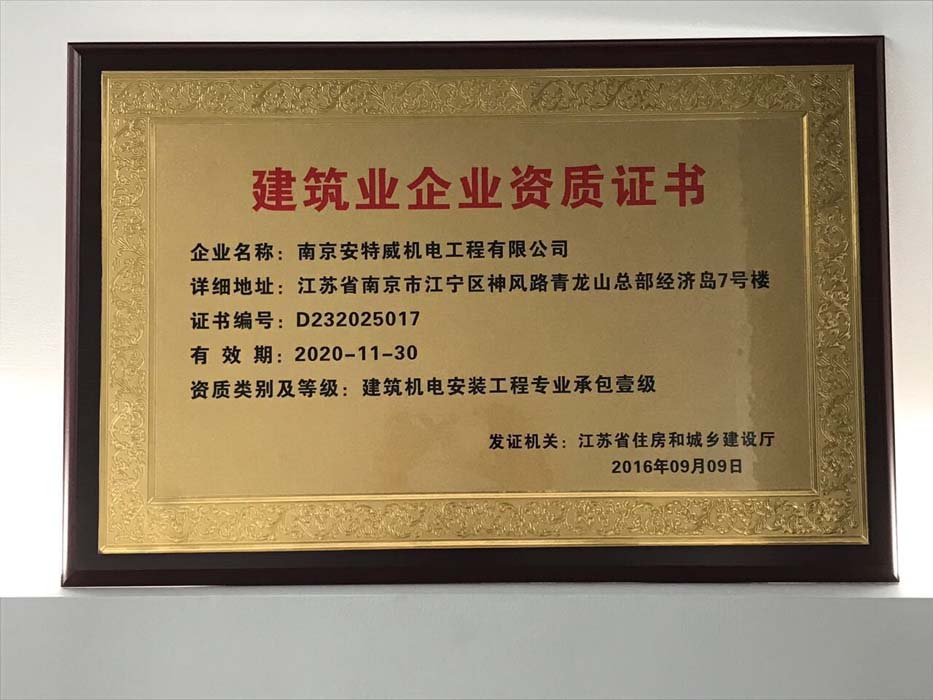 建筑业企业资质证书
企业名称：南京安特威机电工程有限公司
详细地址：江苏省南京市江宁区神风路青龙山总部经济岛7号楼
证书编号：D232025017
有 效 期：2020-11-30
资质类别及等级：建筑机电安装工程专业承包壹级
发证机关：江苏省住房和城乡建设厅
2016年09月09日